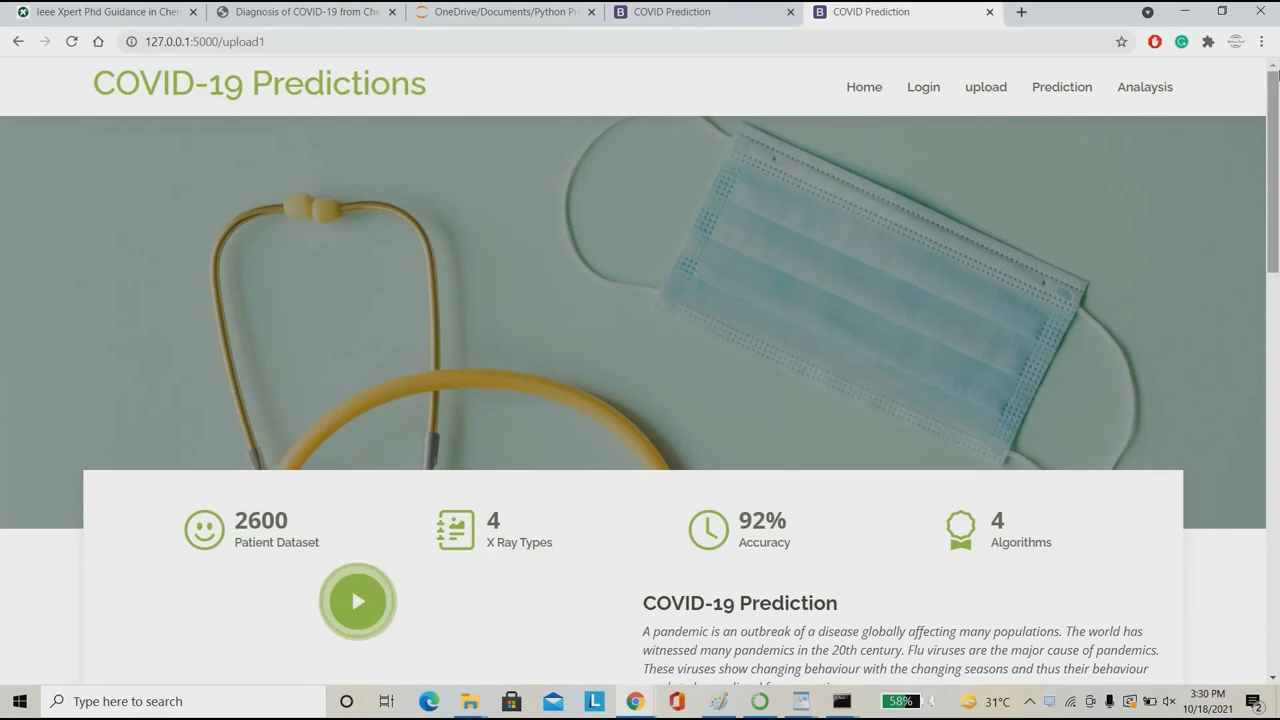 Ieee Xpert Phd Guidance in Chen
Diagnosis of COVID-19 from Che
OneDrive/Documents/Python Pr
COVID Prediction
COVID Prediction
127.0.0.1:5000/upload1
COVID-19 Predictions
Home
Login
upload
Prediction
Analaysis
2600
Patient Dataset
4
X Ray Types
92%
Accuracy
4
Algorithms
COVID-19 Prediction
A pandemic is an outbreak of a disease globally affecting many populations. The world has
witnessed many pandemics in the 20th century. Flu viruses are the major cause of pandemics.
These viruses show changing behaviour with the changing seasons and thus their behaviour
Type here to search
58%
31°C
3:30 PM
10/18/2021
2